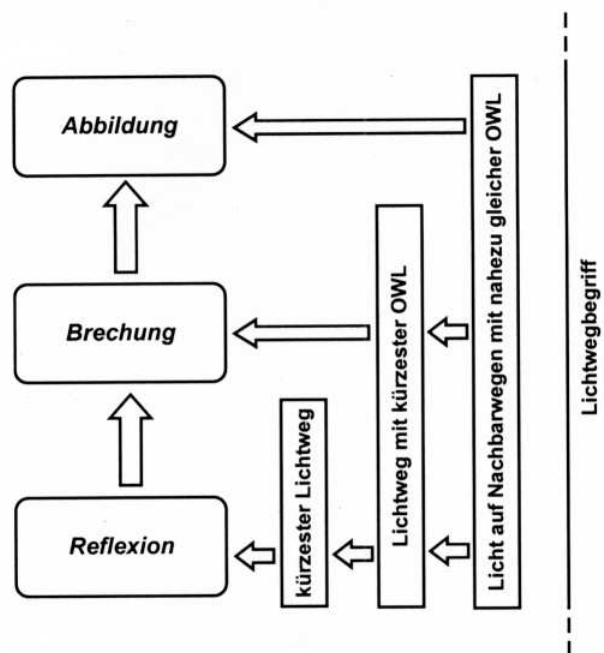 Abbildung
Brechung
Reflexion
kürzester Lichtweg
Lichtweg mit kürzester OWL
Licht auf Nachbarwegen mit nahezu gleicher OWL
Lichtwegbegriff